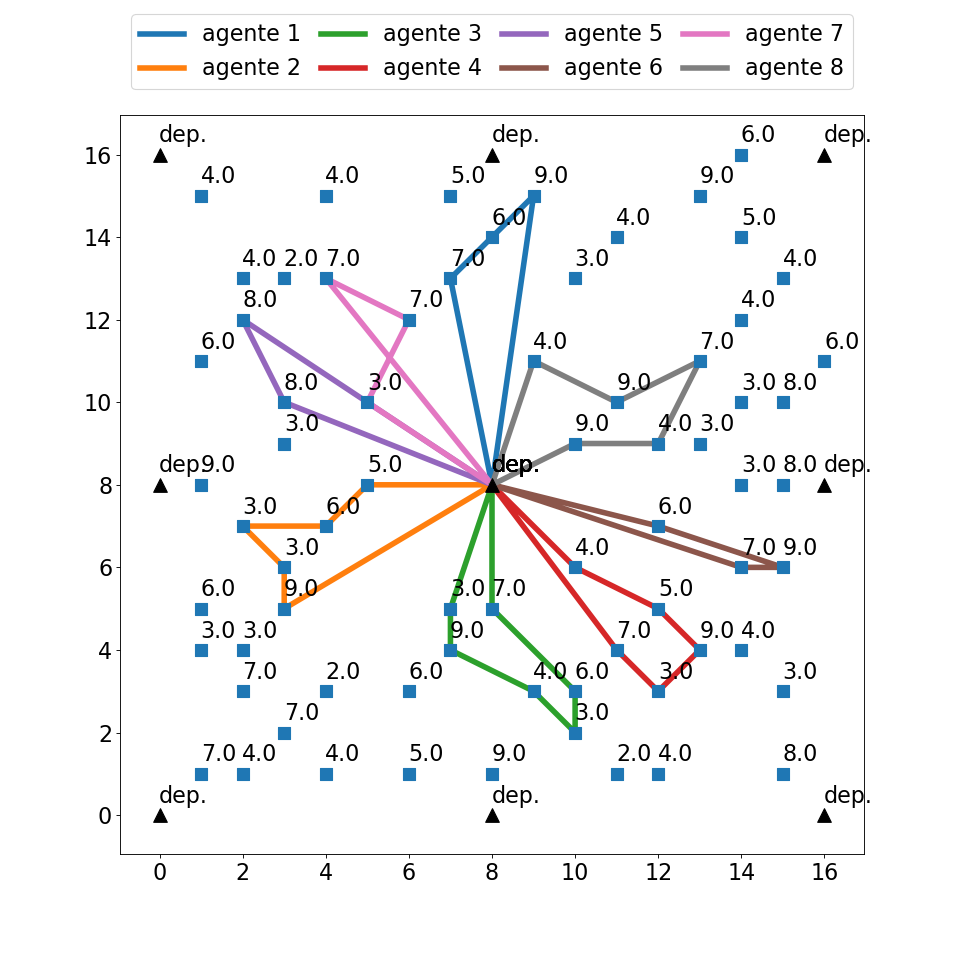 agente 1 agente 3 agente 5 agente 7
agente 2 agente 4 agente 6 agente 8
dep. dep. 6.0 dep.
16
4.0 4.0 5.0 9.0 9.0
6.0 4.0 5.0
14
4.0 2.0 7.0 7.0 3.0 4.0
8.0 7.0 4.0
12
6.0 4.0 7.0 6.0
8.0 3.0 9.0 3.0 8.0
10
3.0 9.0 4.0 3.0
dep. 9.0 5.0 dep. 3.0 8.0 dep.
8
3.0 6.0 6.0
3.0 4.0 7.0 9.0
6
6.0 9.0 3.0 7.0 5.0
3.0 3.0 9.0 7.0 9.0 4.0
4
7.0 2.0 6.0 4.0 6.0 3.0 3.0
7.0 3.0
2
7.0 4.0 4.0 5.0 9.0 2.0 4.0 8.0
dep. dep. dep.
0
0 2 4 6 8 10 12 14 16